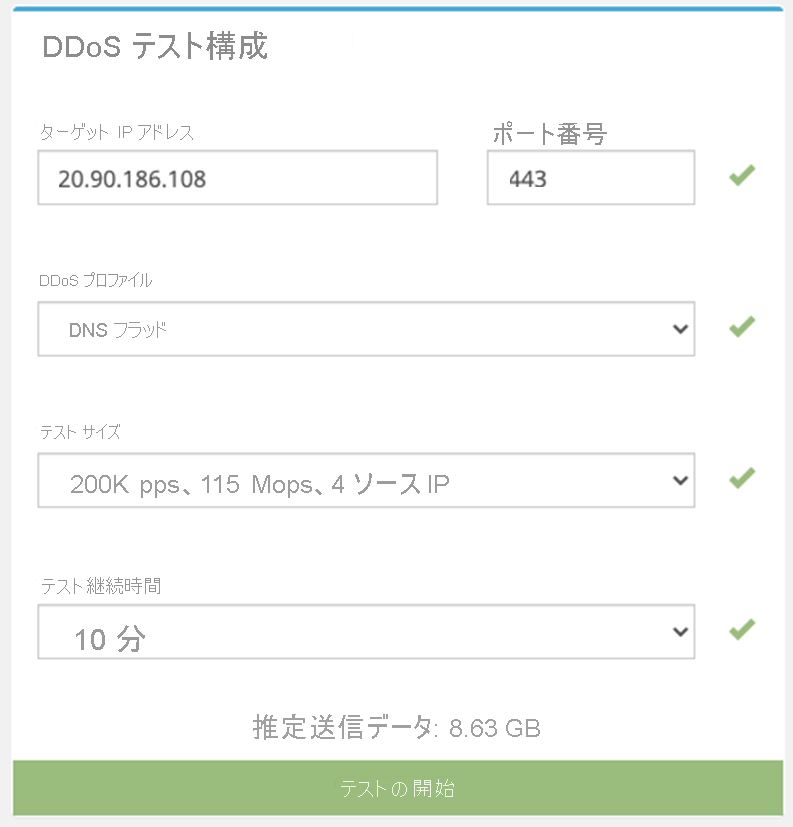 DDoS テスト構成
ターゲット IP アドレス
ポート番号
20.90.186.108
443
DDoS プロファイル
DNS フラッド
テスト サイズ
200K pps、115 Mops、4 ソース IP
テスト継続時間
10 分
推定送信データ: 8.63 GB
テストの開始